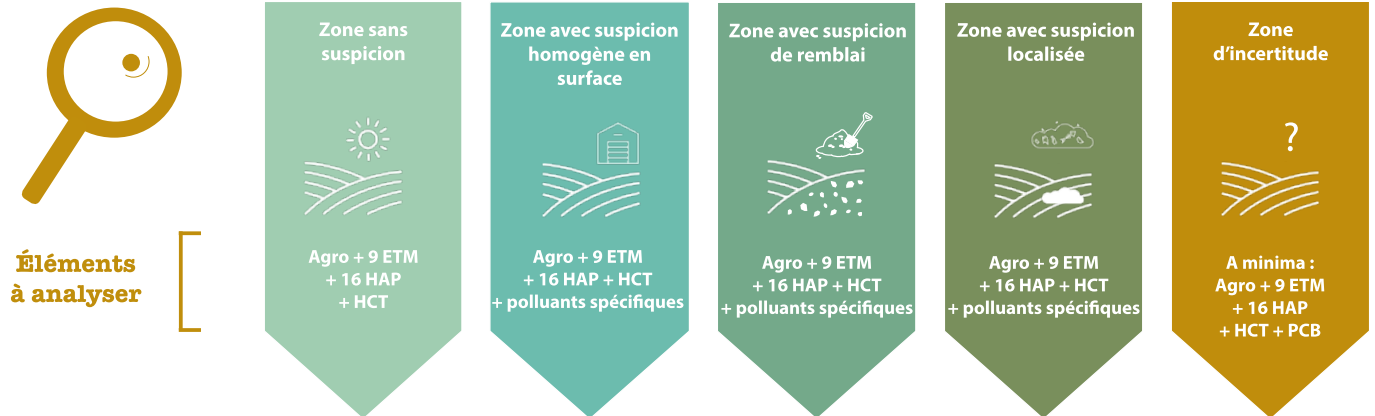 Éléments
à analyser
Zone sans
suspicion
Agro + 9 ETM
+ 16 HAP
+ HCT
Zone avec suspicion
homogène en
surface
Agro + 9 ETM
+ 16 HAP + HCT
+ polluants spécifiques
Zone avec suspicion
de remblai
Agro + 9 ETM
+ 16 HAP + HCT
+ polluants spécifiques
Zone avec suspicion
localisée
Agro + 9 ETM
+ 16 HAP + HCT
+ polluants spécifiques
Zone
d’incertitude
?
A minima :
Agro + 9 ETM
+ 16 HAP
+ HCT + PCB